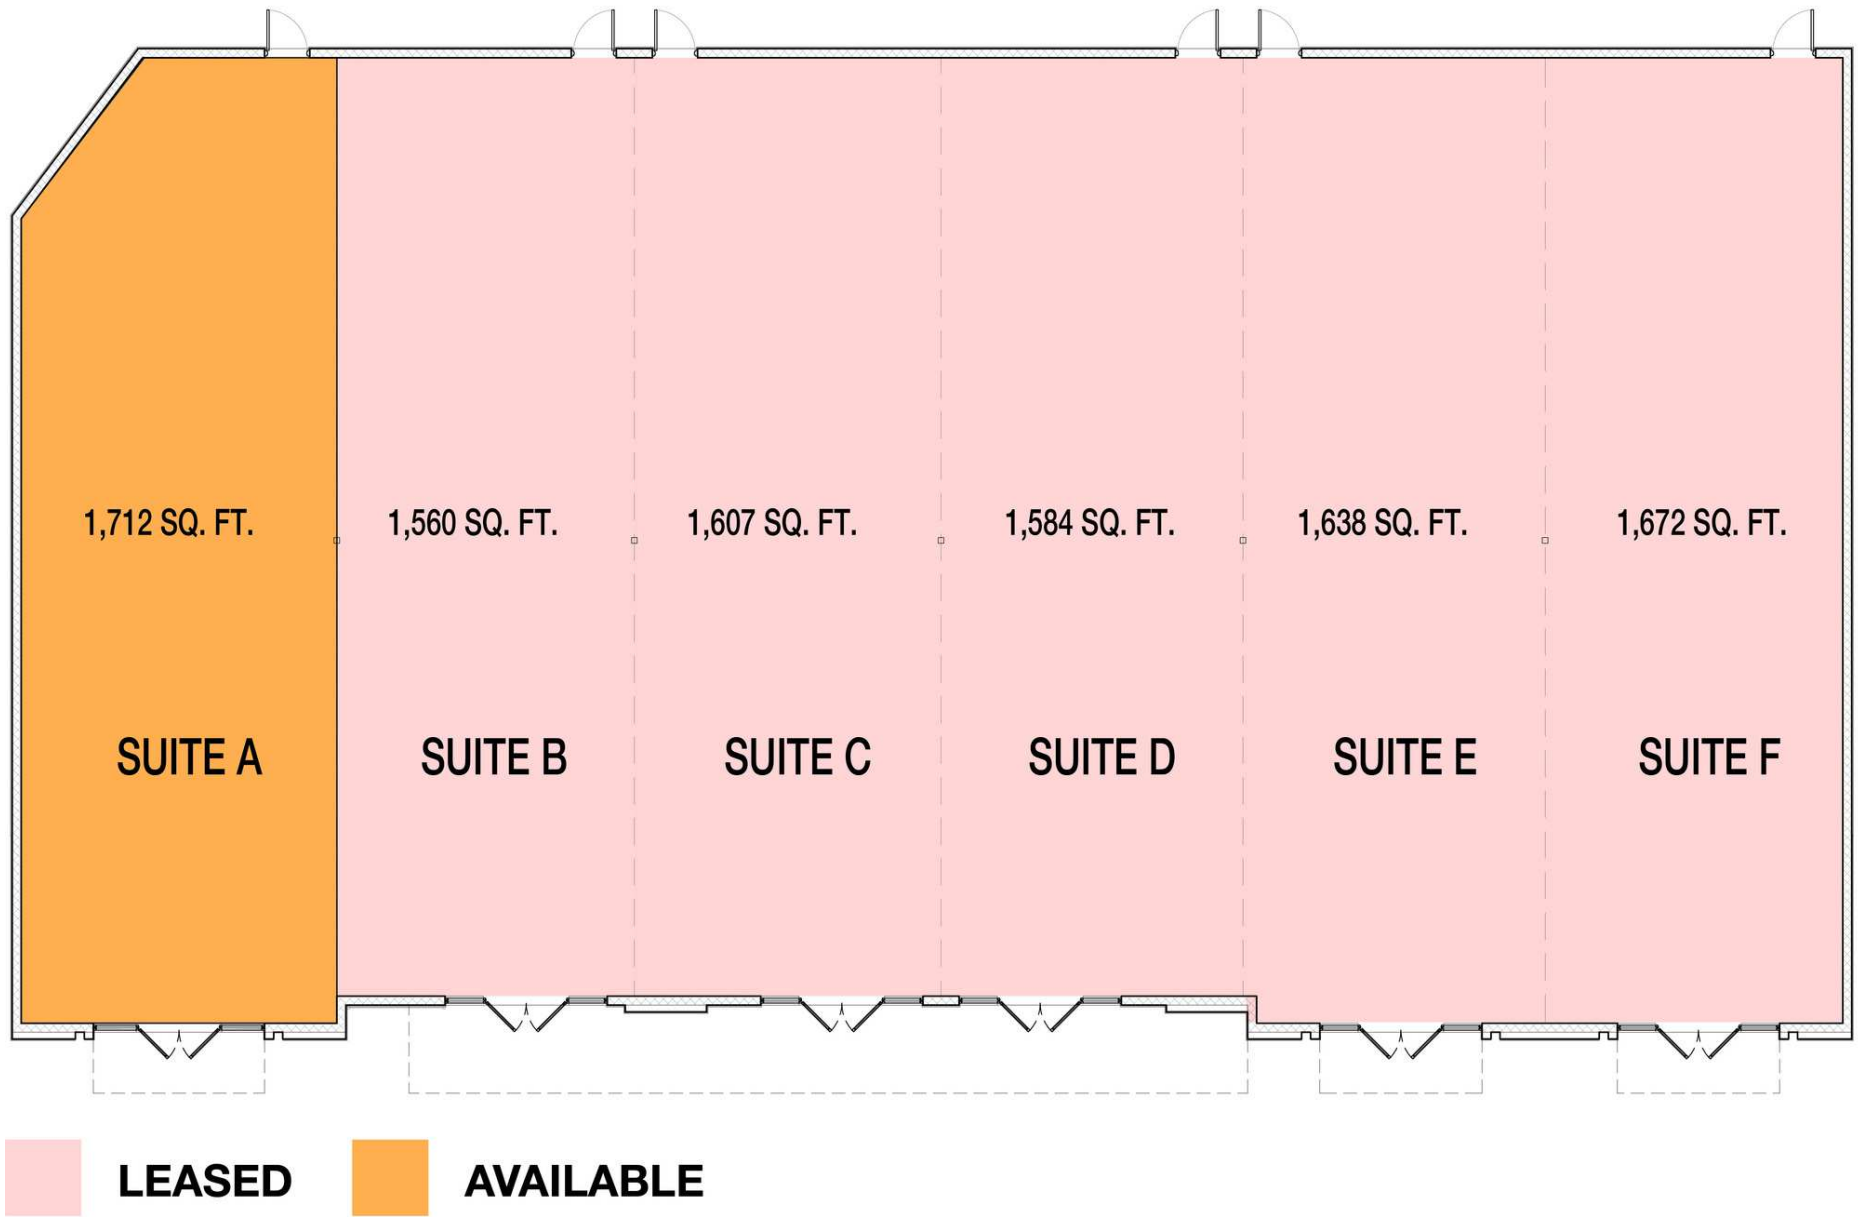 1,712 SQ. FT.
1,560 SQ. FT.
1,607 SQ. FT.
1,584 SQ. FT.
1,638 SQ. FT.
1,672 SQ. FT.
SUITE A
SUITE B
SUITE C
SUITE D
SUITE E
SUITE F
LEASED
AVAILABLE